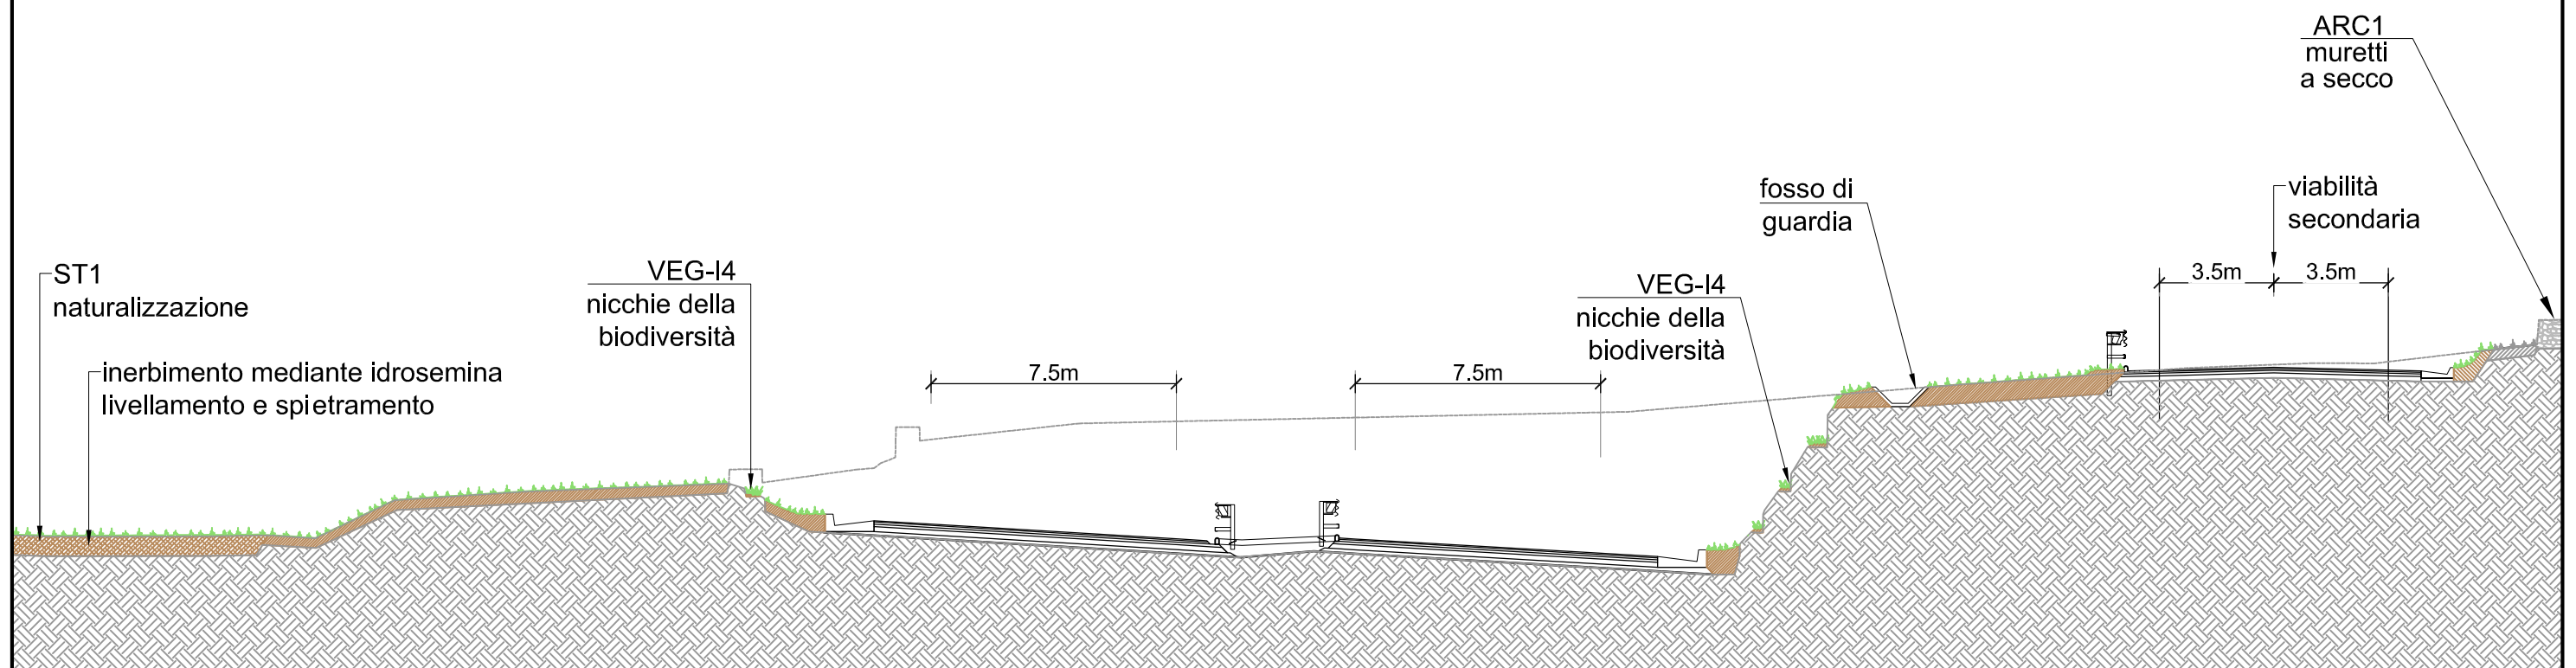 ST1
naturalizzazione
inerbimento mediante idrosemina
livellamento e spietramento
VEG-I4
nicchie della
biodiversità
7.5m
7.5m
VEG-I4
nicchie della
biodiversità
fosso di
guardia
3.5m
3.5m
viabilità
secondaria
ARC1
muretti
a secco